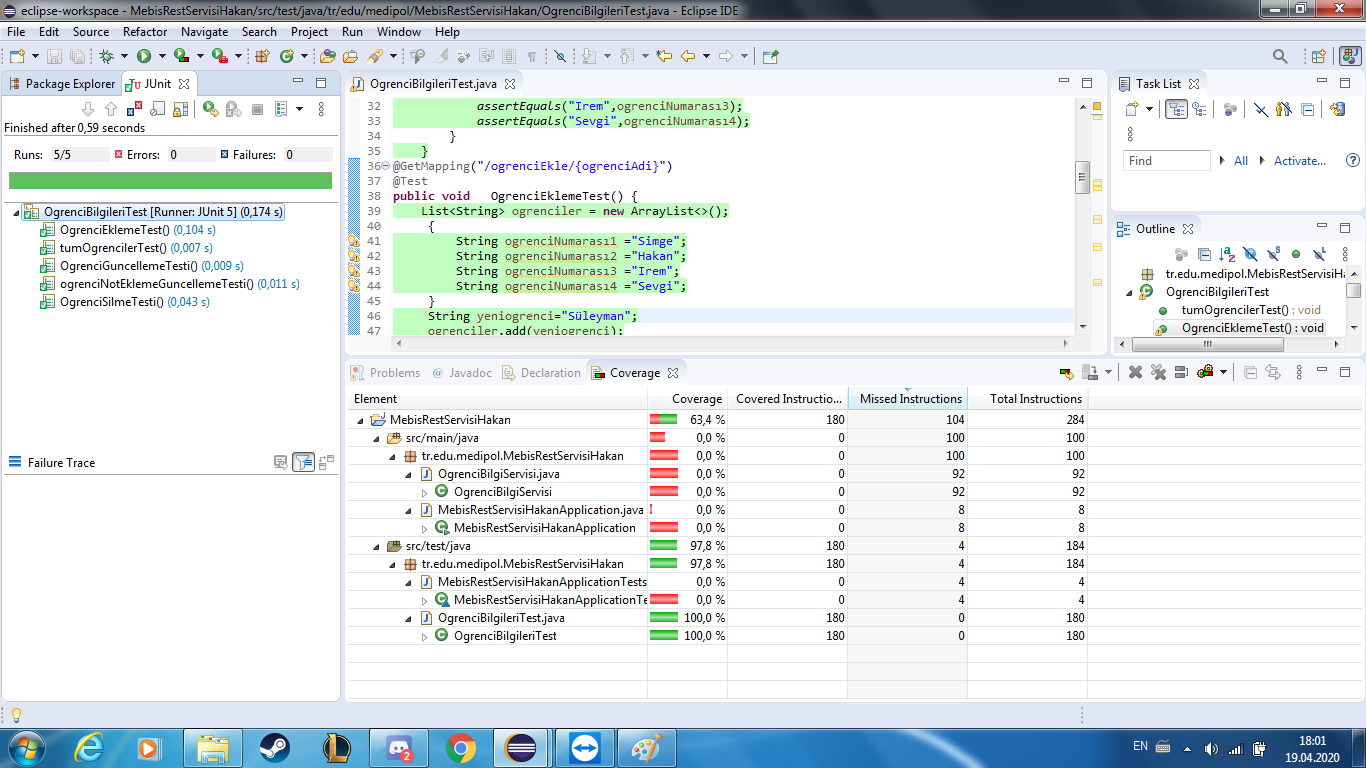 eclipse-workspace - MebisRestServisiHakan/src/test/java/tr/edu/medipol/MebisRestServisiHakan/OgrenciBilgileriTest.java - Eclipse IDE
File Edit Source Refactor Navigate Search Project Run Window Help
Package Explorer JUnit
Finished after 0,59 seconds
Runs: 5/5 Errors: 0 Failures: 0
OgrenciBilgileriTest [Runner: JUnit 5] (0,174 s)
OgrenciEklemeTest() (0,104 s)
tumOgrencilerTest() (0,007 s)
OgrenciGuncellemeTesti() (0,009 s)
ogrenciNotEklemeGuncellemeTesti() (0,011 s)
OgrenciSilmeTesti() (0,043 s)
Failure Trace
OgrenciBilgileriTest.java
32 assertEquals("Irem",ogrenciNumarası3);
33 assertEquals("Sevgi",ogrenciNumarası4);
34 }
35 }
36 @GetMapping("/ogrenciEkle/{ogrenciAdi}")
37 @Test
38 public void OgrenciEklemeTest() {
39 List<String> ogrenciler = new ArrayList<>();
40 {
41 String ogrenciNumarası1 ="Simge";
42 String ogrenciNumarası2 ="Hakan";
43 String ogrenciNumarası3 ="Irem";
44 String ogrenciNumarası4 ="Sevgi";
45 }
46 String yeniogrenci="Süleyman";
47 ogrenciler.add(yeniogrenci);
Task List
Find All Activate...
Outline
tr.edu.medipol.MebisRestServisiH
OgrenciBilgileriTest
tumOgrencilerTest() : void
OgrenciEklemeTest() : void
Problems @ Javadoc Declaration Coverage
Element Coverage Covered Instructio... Missed Instructions Total Instructions
MebisRestServisiHakan 63,4 % 180 104 284
src/main/java 0,0 % 0 100 100
tr.edu.medipol.MebisRestServisiHakan 0,0 % 0 100 100
OgrenciBilgiServisi.java 0,0 % 0 92 92
OgrenciBilgiServisi 0,0 % 0 92 92
MebisRestServisiHakanApplication.java 0,0 % 0 8 8
MebisRestServisiHakanApplication 0,0 % 0 8 8
src/test/java 97,8 % 180 4 184
tr.edu.medipol.MebisRestServisiHakan 97,8 % 180 4 184
MebisRestServisiHakanApplicationTests 0,0 % 0 4 4
MebisRestServisiHakanApplicationTe 0,0 % 0 4 4
OgrenciBilgileriTest.java 100,0 % 180 0 180
OgrenciBilgileriTest 100,0 % 180 0 180
2
EN
18:01
19.04.2020